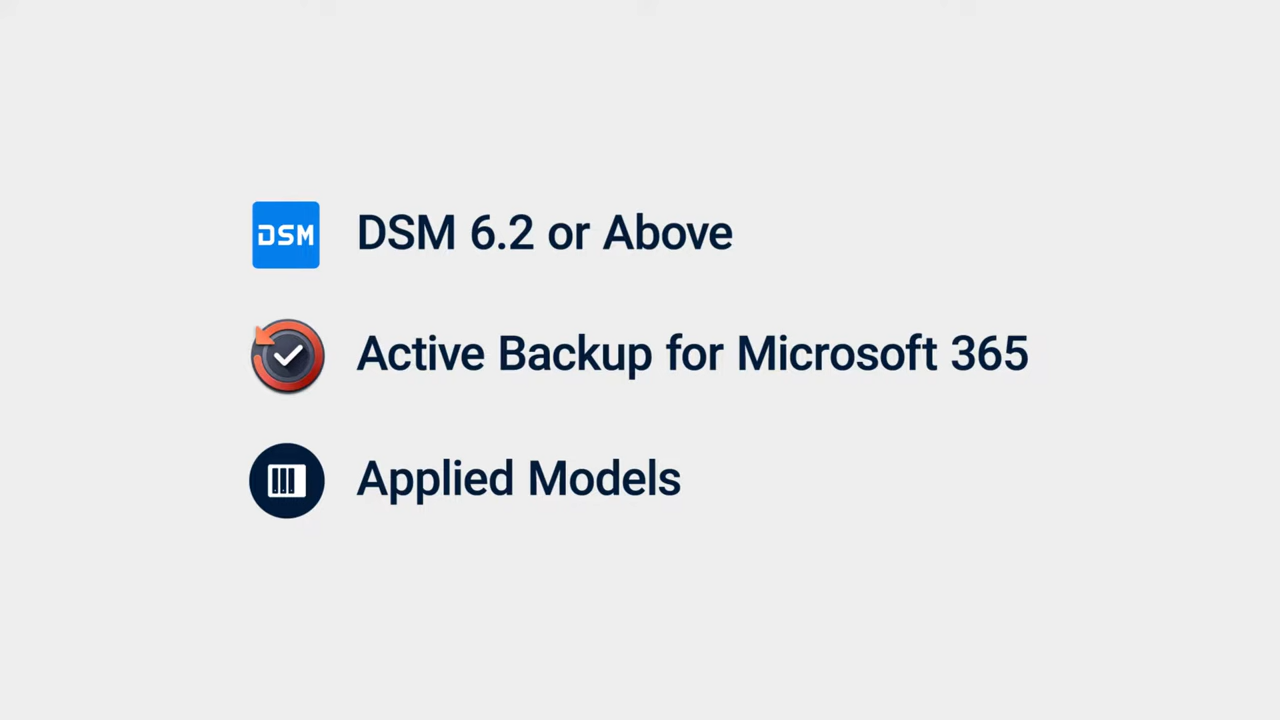 DSM
DSM 6.2 or Above
Active Backup for Microsoft 365
Applied Models